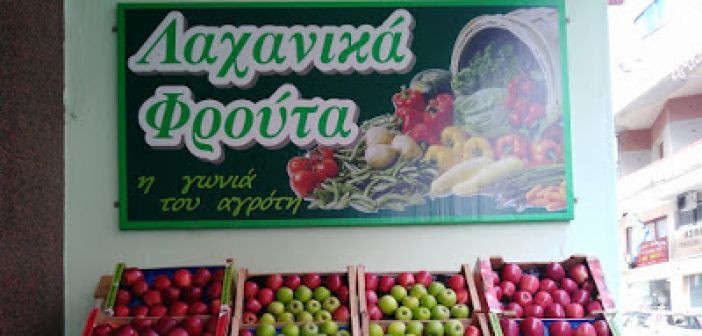 Λαχανικά
Φρούτα
η γωνιά
του αγρότη